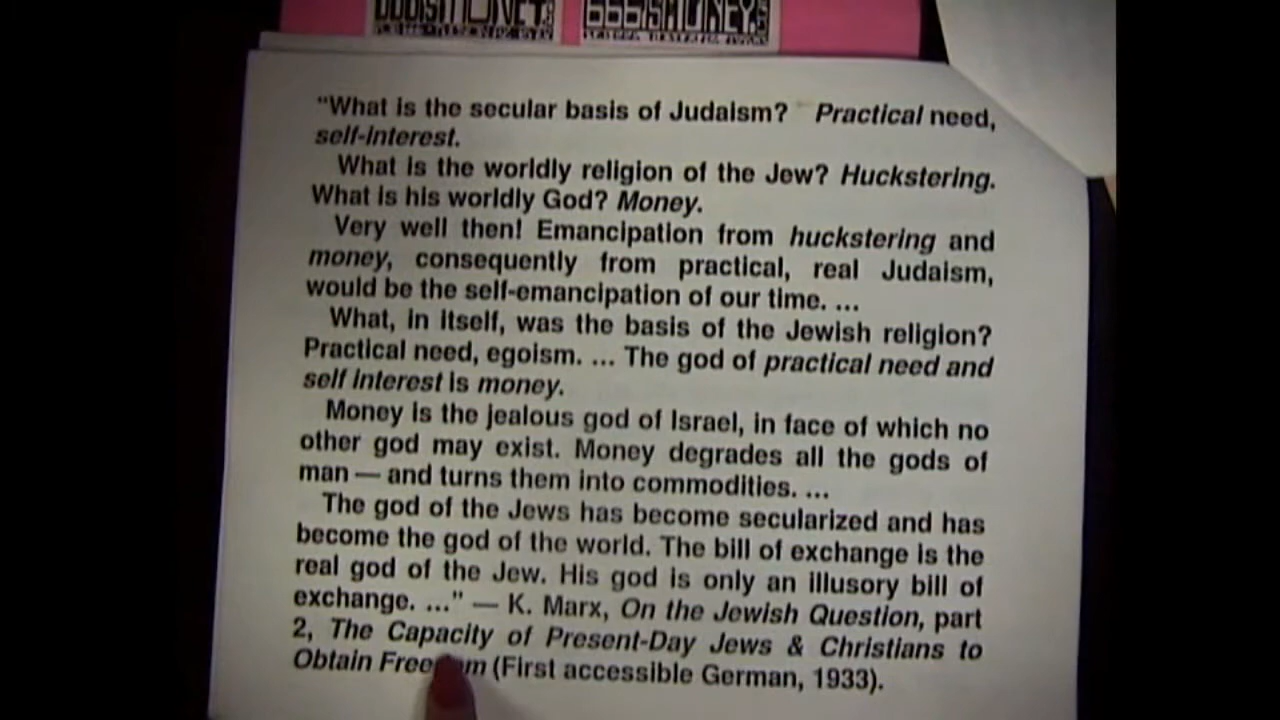 666ISMONEY
"What is the secular basis of Judaism? Practical need,
self-interest.
What is the worldly religion of the Jew? Huckstering.
What is his worldly God? Money.
Very well then! Emancipation from huckstering and
money, consequently from practical, real Judaism,
would be the self-emancipation of our time. ...
What, in itself, was the basis of the Jewish religion?
Practical need, egoism. ... The god of practical need and
self interest is money.
Money is the jealous god of Israel, in face of which no
other god may exist. Money degrades all the gods of
man — and turns them into commodities. ...
The god of the Jews has become secularized and has
become the god of the world. The bill of exchange is the
real god of the Jew. His god is only an illusory bill of
exchange. ..." — K. Marx, On the Jewish Question, part
2, The Capacity of Present-Day Jews & Christians to
Obtain Freedom (First accessible German, 1933).